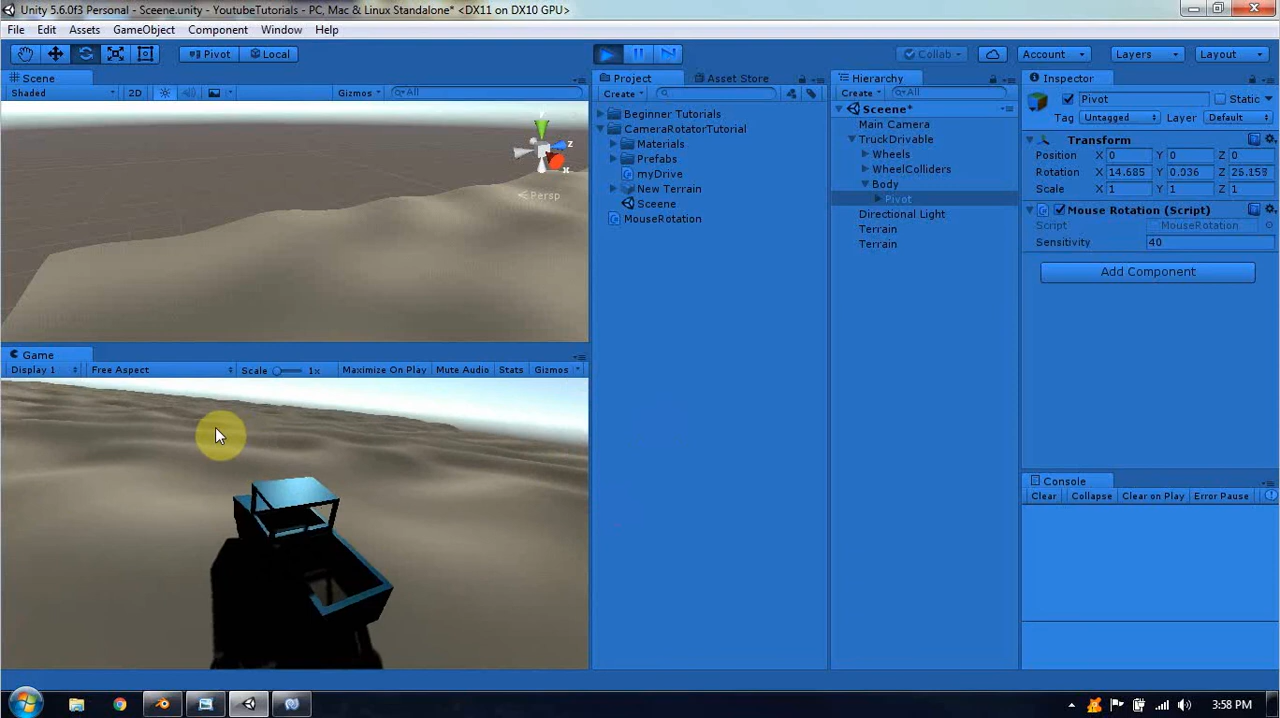 Unity 5.6.0f3 Personal - Sceene.unity - YoutubeTutorials - PC, Mac & Linux Standalone* <DX11 on DX10 GPU>
File Edit Assets GameObject Component Window Help
Pivot Local Collab Account Layers Layout
Scene
Shaded 2D Gizmos All
y
z
x
Persp
Game
Display 1 Free Aspect Scale 1x Maximize On Play Mute Audio Stats Gizmos
Project Asset Store
Create
Beginner Tutorials
CameraRotatorTutorial
Materials
Prefabs
myDrive
New Terrain
Sceene
MouseRotation
Hierarchy
Create All
Sceene*
Main Camera
TruckDrivable
Wheels
WheelColliders
Body
Pivot
Directional Light
Terrain
Terrain
Inspector
Pivot Static
Tag Untagged Layer Default
Transform
Position X 0 Y 0 Z 0
Rotation X 14.685 Y 0.036 Z 26.158
Scale X 1 Y 1 Z 1
Mouse Rotation (Script)
Script MouseRotation
Sensitivity 40
Add Component
Console
Clear Collapse Clear on Play Error Pause
3:58 PM